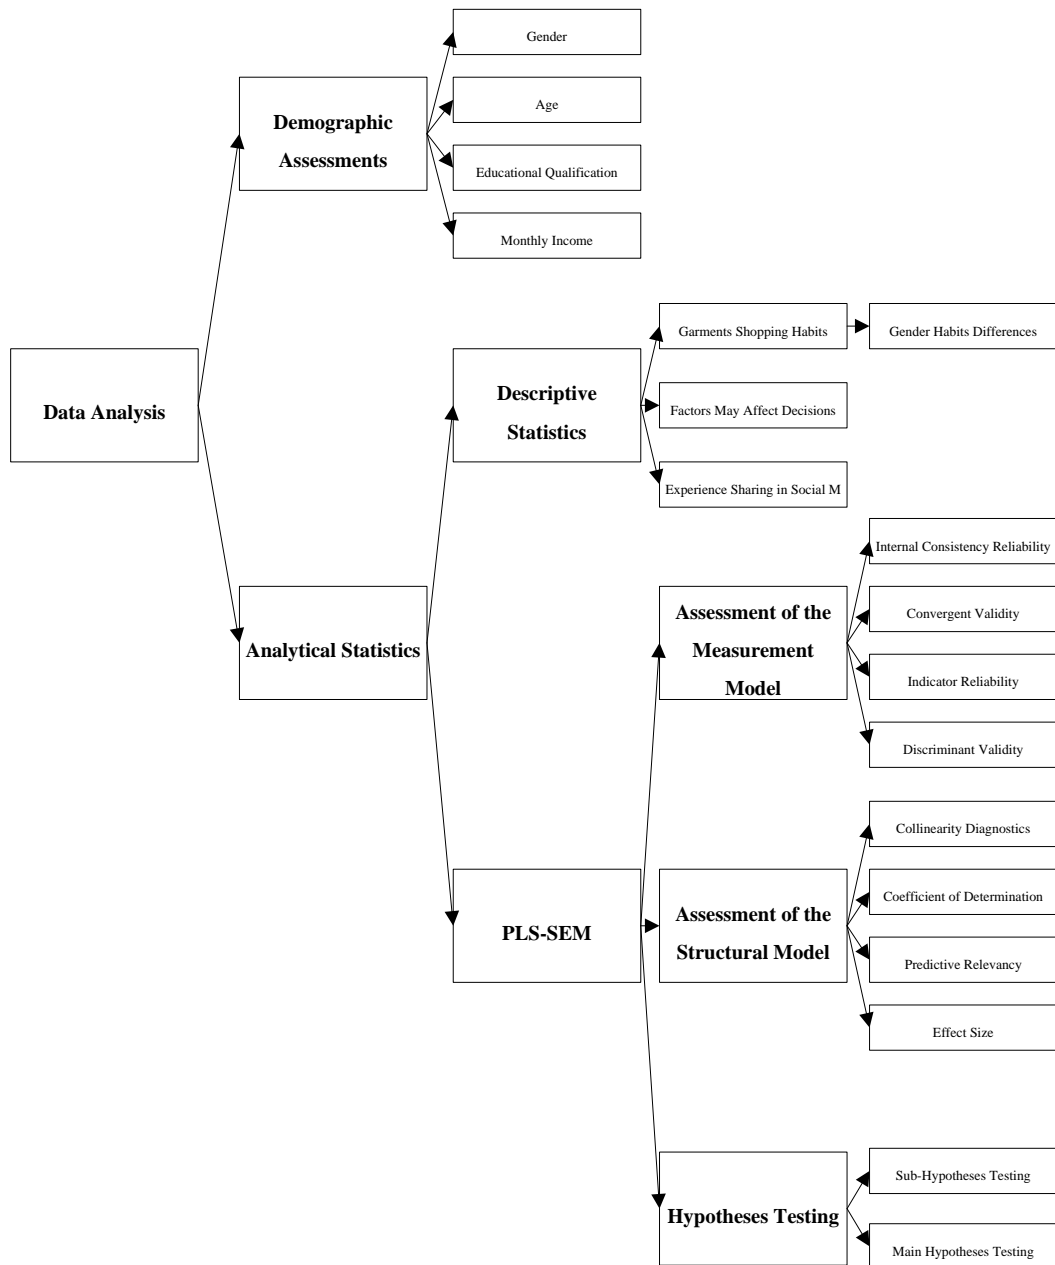 Gender
Demographic
Assessments
Age
Educational Qualification
Monthly Income
Data Analysis
Descriptive
Statistics
Garments Shopping Habits
Gender Habits Differences
Factors May Affect Decisions
Experience Sharing in Social M
Analytical Statistics
Assessment of the
Measurement
Model
Internal Consistency Reliability
Convergent Validity
Indicator Reliability
Discriminant Validity
PLS-SEM
Assessment of the
Structural Model
Collinearity Diagnostics
Coefficient of Determination
Predictive Relevancy
Effect Size
Hypotheses Testing
Sub-Hypotheses Testing
Main Hypotheses Testing